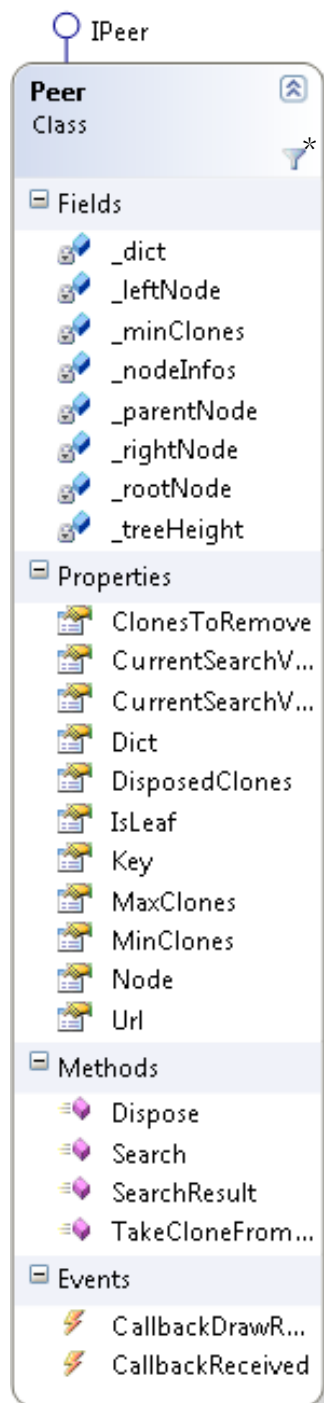 IPeer
Peer
Class
*
Fields
_dict
_leftNode
_minClones
_nodeInfos
_parentNode
_rightNode
_rootNode
_treeHeight
Properties
ClonesToRemove
CurrentSearchV...
CurrentSearchV...
Dict
DisposedClones
IsLeaf
Key
MaxClones
MinClones
Node
Url
Methods
Dispose
Search
SearchResult
TakeCloneFrom...
Events
CallbackDrawR...
CallbackReceived